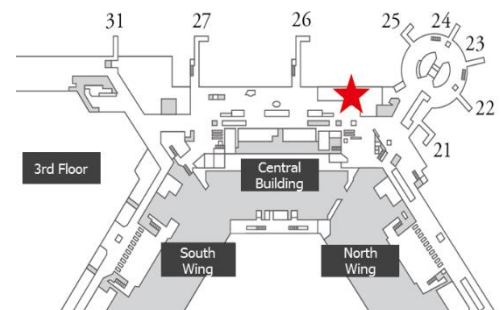 31
27
26
25
24
23
22
21
3rd Floor
Central
Building
South
Wing
North
Wing